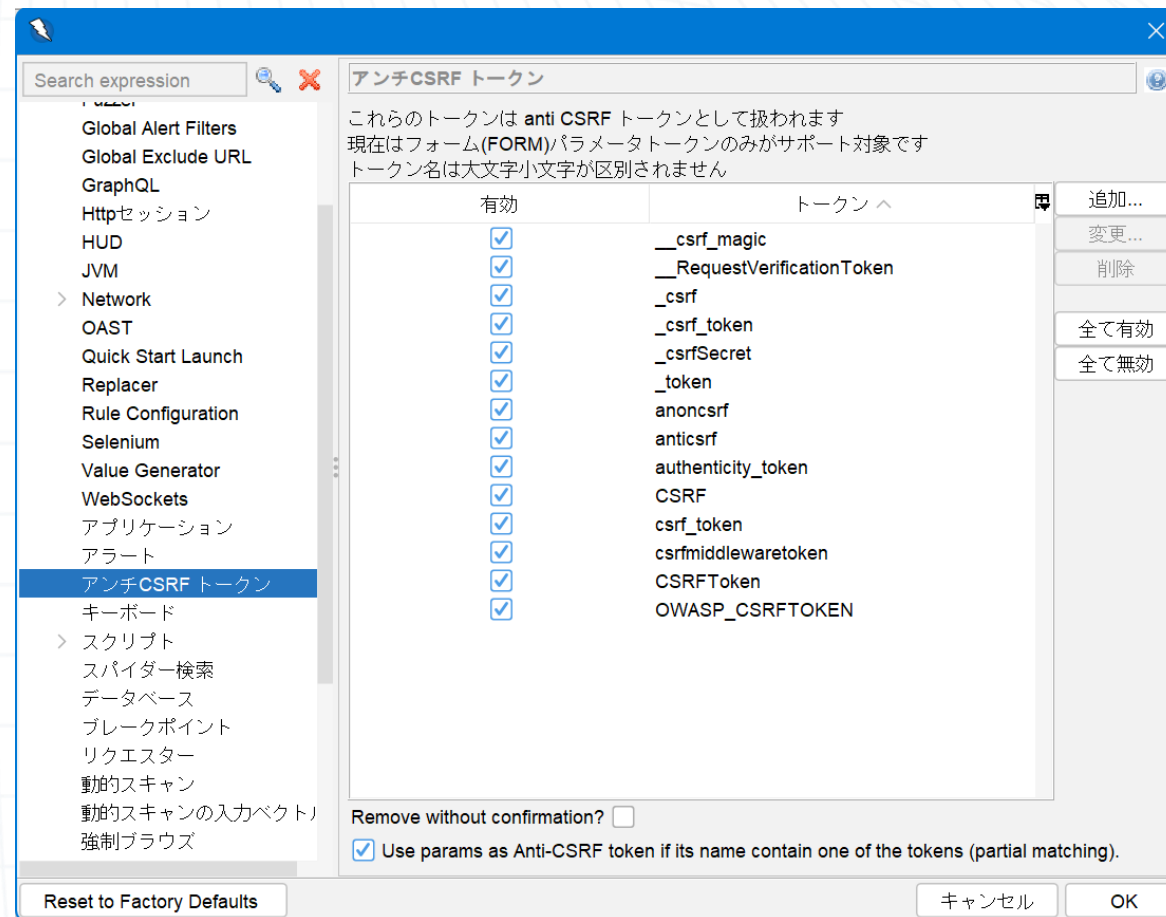 Search expression
Global Alert Filters
Global Exclude URL
GraphQL
Httpセッション
HUD
JVM
Network
OAST
Quick Start Launch
Replacer
Rule Configuration
Selenium
Value Generator
WebSockets
アプリケーション
アラート
アンチCSRF トークン
キーボード
スクリプト
スパイダー検索
データベース
ブレークポイント
リクエスター
動的スキャン
動的スキャンの入力ベクトル
強制ブラウズ
アンチCSRF トークン
これらのトークンは anti CSRF トークンとして扱われます
現在はフォーム(FORM)パラメータトークンのみがサポート対象です
トークン名は大文字小文字が区別されません
有効 トークン
__csrf_magic
__RequestVerificationToken
_csrf
_csrf_token
_csrfSecret
_token
anoncsrf
anticsrf
authenticity_token
CSRF
csrf_token
csrfmiddlewaretoken
CSRFToken
OWASP_CSRFTOKEN
追加...
変更...
削除
全て有効
全て無効
Remove without confirmation?
Use params as Anti-CSRF token if its name contain one of the tokens (partial matching).
Reset to Factory Defaults
キャンセル
OK